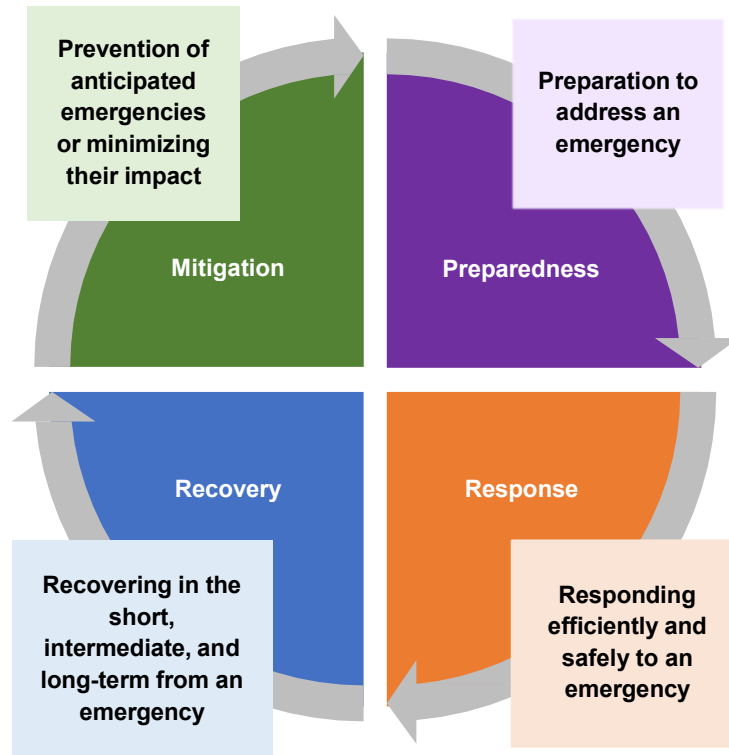 Prevention of
anticipated
emergencies
or minimizing
their impact
Preparation to
address an
emergency
Mitigation
Preparedness
Recovery
Response
Recovering in the
short,
intermediate, and
long-term from an
emergency
Responding
efficiently and
safely to an
emergency